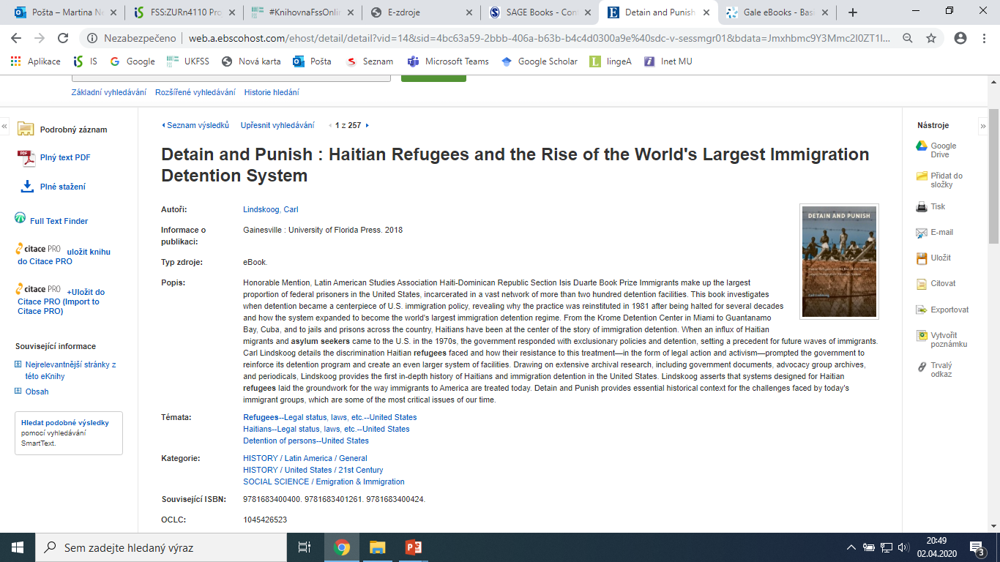 Pošta – Martina Ne
FSS:ZURn4110 Pro
#KnihovnaFssOnli
E-zdroje
SAGE Books - Cont
Detain and Punish
Gale eBooks - Basi
Nezabezpečeno
web.a.ebscohost.com/ehost/detail/detail?vid=14&sid=4bc63a59-2bbb-406a-b63b-b4c4d0300a9e%40sdc-v-sessmgr01&bdata=Jmxhbmc9Y3Mmc2l0ZT1l...
Aplikace IS Google UKFSS Nová karta Pošta Seznam Microsoft Teams Google Scholar lingeA Inet MU
Základní vyhledávání Rozšířené vyhledávání Historie hledání
Podrobný záznam
Plný text PDF
Plné stažení
Full Text Finder
citace PRO uložit knihu
do Citace PRO
citace PRO +Uložit do
Citace PRO (Import to
Citace PRO)
Související informace
Nejrelevantnější stránky z
této eKnihy
Obsah
Hledat podobné výsledky
pomocí vyhledávání
SmartText.
Seznam výsledků Upřesnit vyhledávání 1 z 257
Detain and Punish : Haitian Refugees and the Rise of the World's Largest Immigration
Detention System
Autoři: Lindskoog, Carl
Informace o
publikaci: Gainesville : University of Florida Press. 2018
Typ zdroje: eBook.
Popis: Honorable Mention, Latin American Studies Association Haiti-Dominican Republic Section Isis Duarte Book Prize Immigrants make up the largest
proportion of federal prisoners in the United States, incarcerated in a vast network of more than two hundred detention facilities. This book investigates
when detention became a centerpiece of U.S. immigration policy, revealing why the practice was reinstituted in 1981 after being halted for several decades
and how the system expanded to become the world's largest immigration detention regime. From the Krome Detention Center in Miami to Guantanamo
Bay, Cuba, and to jails and prisons across the country, Haitians have been at the center of the story of immigration detention. When an influx of Haitian
migrants and asylum seekers came to the U.S. in the 1970s, the government responded with exclusionary policies and detention, setting a precedent for future waves of immigrants.
Carl Lindskoog details the discrimination Haitian refugees faced and how their resistance to this treatment—in the form of legal action and activism—prompted the government to
reinforce its detention program and create an even larger system of facilities. Drawing on extensive archival research, including government documents, advocacy group archives,
and periodicals, Lindskoog provides the first in-depth history of Haitians and immigration detention in the United States. Lindskoog asserts that systems designed for Haitian
refugees laid the groundwork for the way immigrants to America are treated today. Detain and Punish provides essential historical context for the challenges faced by today's
immigrant groups, which are some of the most critical issues of our time.
Témata: Refugees--Legal status, laws, etc.--United States
Haitians--Legal status, laws, etc.--United States
Detention of persons--United States
Kategorie: HISTORY / Latin America / General
HISTORY / United States / 21st Century
SOCIAL SCIENCE / Emigration & Immigration
Související ISBN: 9781683400400. 9781683401261. 9781683400424.
OCLC: 1045426523
DETAIN AND PUNISH
Nástroje
Google
Drive
Přidat do
složky
Tisk
E-mail
Uložit
Citovat
Exportovat
Vytvořit
poznámku
Trvalý
odkaz
Sem zadejte hledaný výraz
20:49
02.04.2020
3